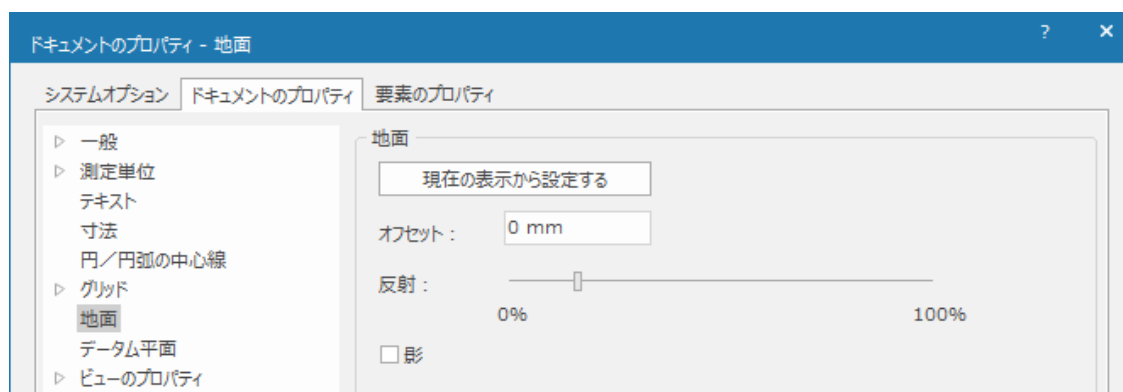 ドキュメントのプロパティ - 地面 ? ×
システムオプション ドキュメントのプロパティ 要素のプロパティ
一般
測定単位
テキスト
寸法
円／円弧の中心線
グリッド
地面
データム平面
ビューのプロパティ
地面
現在の表示から設定する
オフセット： 0 mm
反射：
0% 100%
影